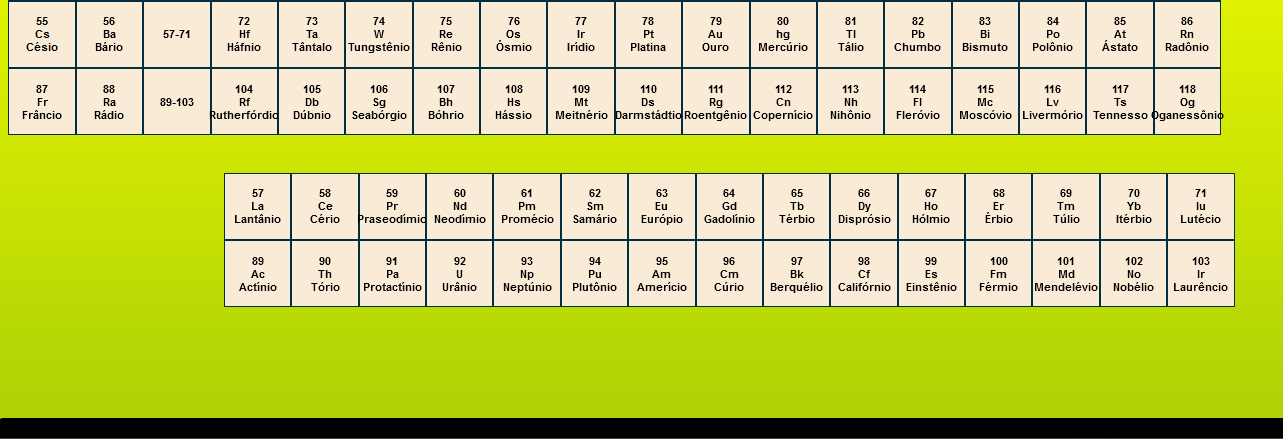 55 56 57-71 72 73 74 75 76 77 78 79 80 81 82 83 84 85 86
Cs Ba Hf Ta W Re Os Ir Pt Au hg Tl Pb Bi Po At Rn
Césio Bário Háfnio Tântalo Tungstênio Rênio Ósmio Irídio Platina Ouro Mercúrio Tálio Chumbo Bismuto Polônio Ástato Radônio
87 88 89-103 104 105 106 107 108 109 110 111 112 113 114 115 116 117 118
Fr Ra Rf Db Sg Bh Hs Mt Ds Rg Cn Nh Fl Mc Lv Ts Og
Frâncio Rádio Rutherfórdio Dúbnio Seabórgio Bóhrio Hássio Meitnério Darmstádtio Roentgênio Copernício Nihônio Fleróvio Moscóvio Livermório Tennesso Oganessônio
57 58 59 60 61 62 63 64 65 66 67 68 69 70 71
La Ce Pr Nd Pm Sm Eu Gd Tb Dy Ho Er Tm Yb lu
Lantânio Cério Praseodímio Neodímio Promécio Samário Európio Gadolínio Térbio Disprósio Hólmio Érbio Túlio Itérbio Lutécio
89 90 91 92 93 94 95 96 97 98 99 100 101 102 103
Ac Th Pa U Np Pu Am Cm Bk Cf Es Fm Md No lr
Actínio Tório Protactínio Urânio Neptúnio Plutônio Amerício Cúrio Berquélio Califórnio Einstênio Férmio Mendelévio Nobélio Laurêncio